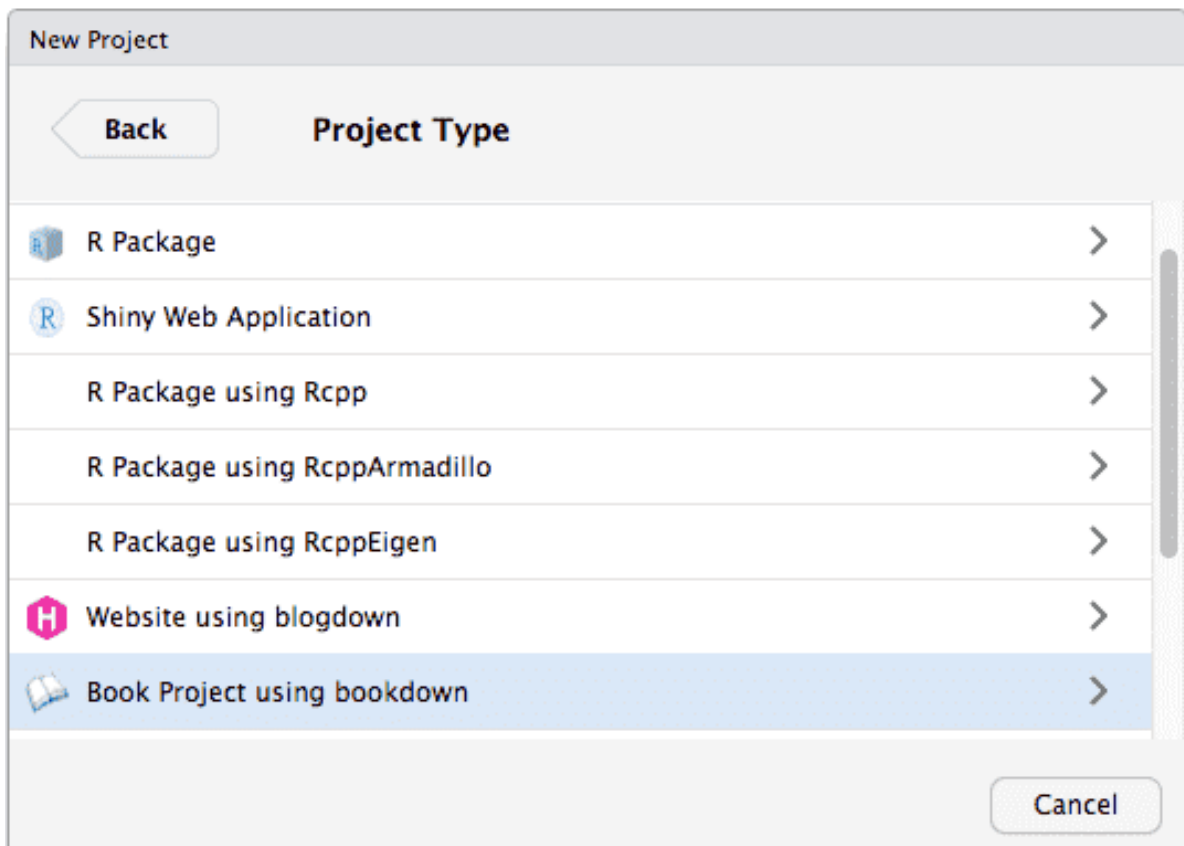 New Project
Back
Project Type
R Package
R Shiny Web Application
R Package using Rcpp
R Package using RcppArmadillo
R Package using RcppEigen
H Website using blogdown
Book Project using bookdown
Cancel